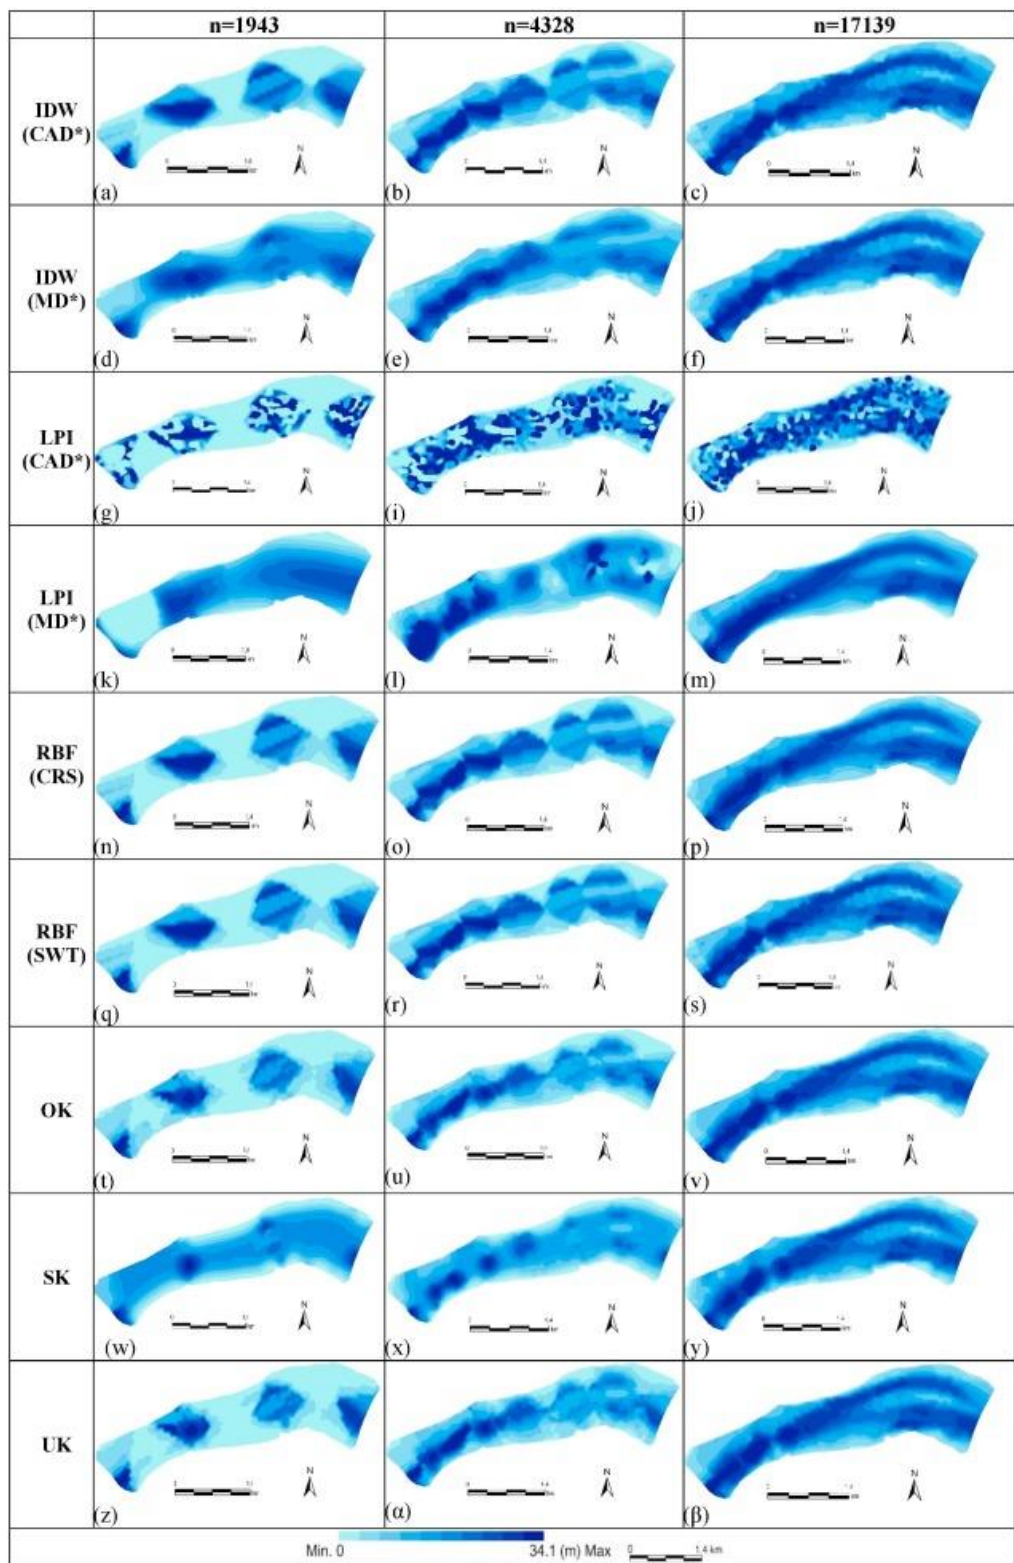 n=1943 n=4328 n=17139
IDW
(CAD*)
N N N
(a) (b) (c)
IDW
(MD*)
N N N
(d) (e) (f)
LPI
(CAD*)
N N N
(g) (i) (j)
LPI
(MD*)
N N N
(k) (l) (m)
RBF
(CRS)
N N N
(n) (o) (p)
RBF
(SWT)
N N N
(q) (r) (s)
OK
N N N
(t) (u) (v)
SK
N N N
(w) (x) (y)
UK
N N N
(z) (α) (β)
Min. 0 34.1 (m) Max 0 1.4 km